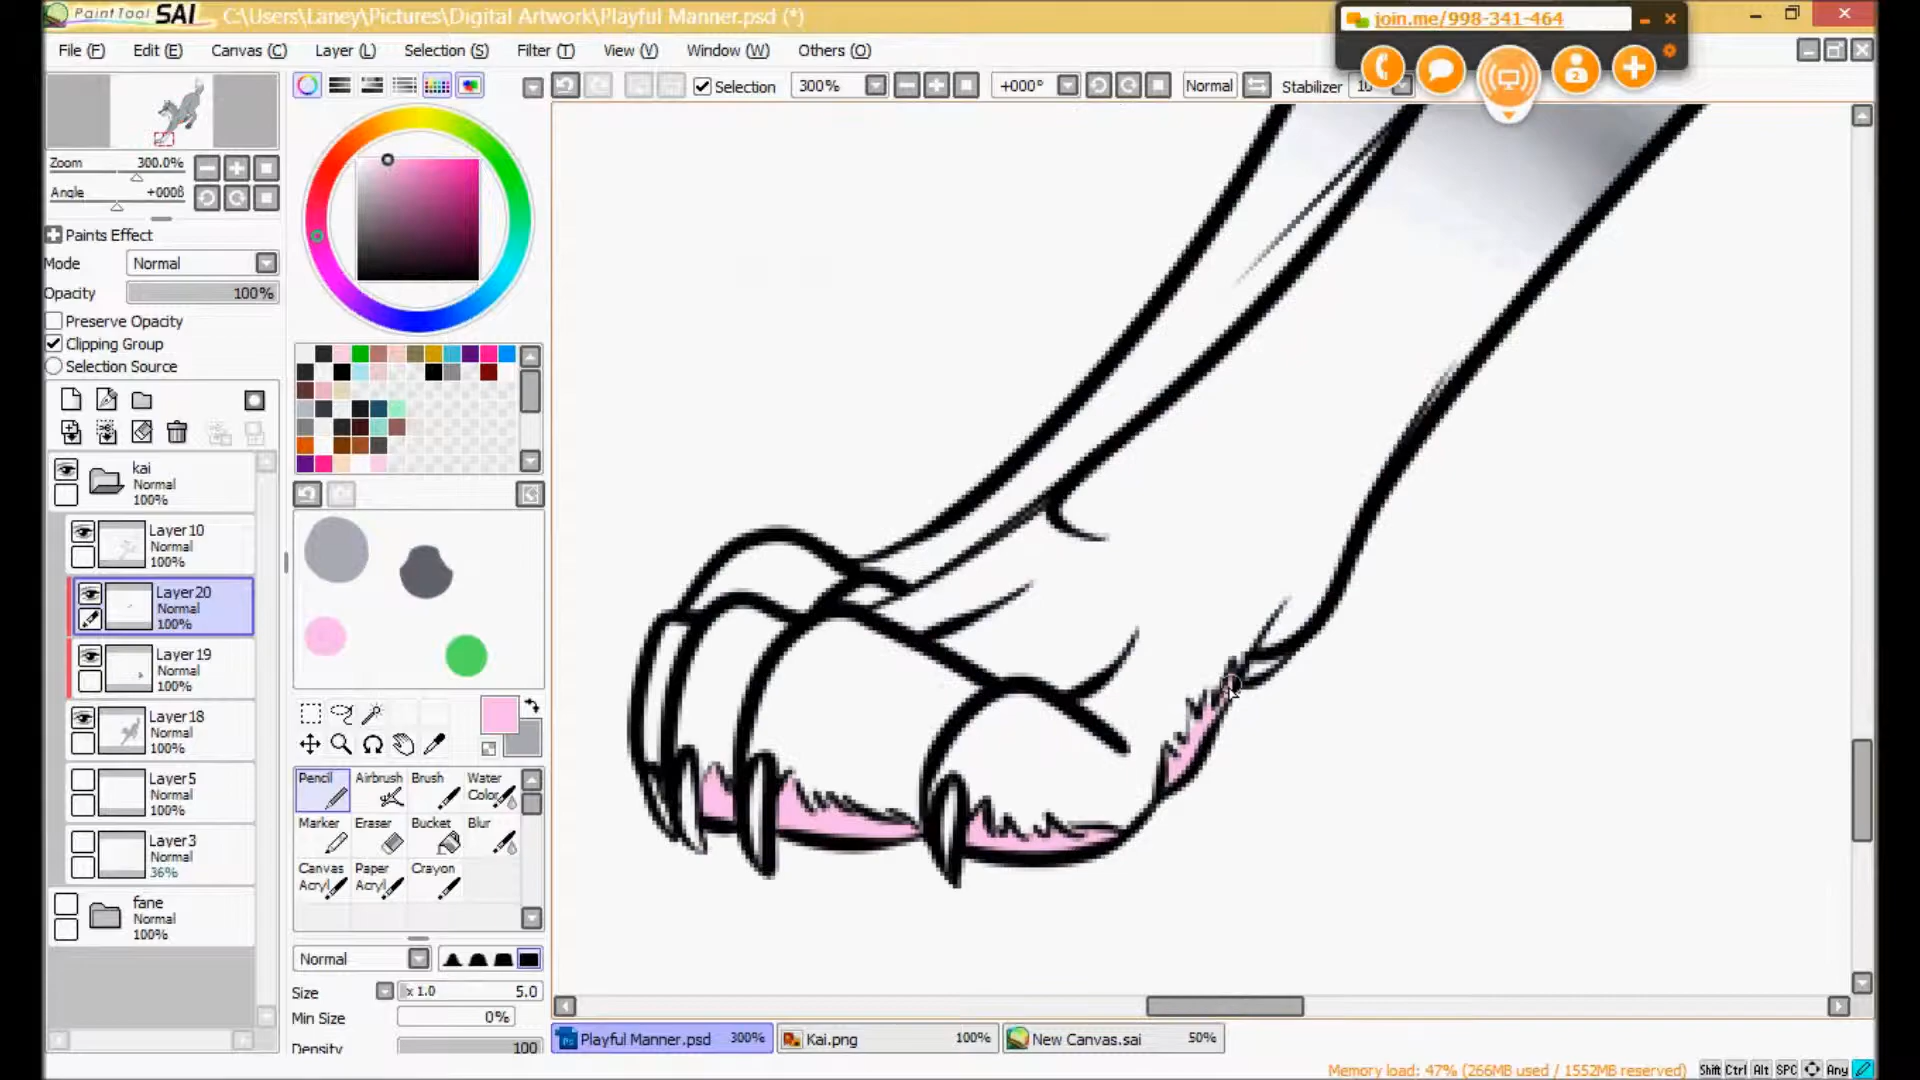 PaintTool SAI C:\Users\Laney\Pictures\Digital Artwork\Playful Manner.psd (*)
join.me/998-341-464
File (F) Edit (E) Canvas (C) Layer (L) Selection (S) Filter (T) View (V) Window (W) Others (O)
2
Selection 300% +000° Normal Stabilizer
Zoom 300.0%
Angle +000ß
Paints Effect
Mode Normal
Opacity 100%
Preserve Opacity
Clipping Group
Selection Source
kai
Normal
100%
Layer10
Normal
100%
Layer20
Normal
100%
Layer19
Normal
100%
Layer18
Normal
100%
Layer5
Normal
100%
Layer3
Normal
36%
fane
Normal
100%
Pencil Airbrush Brush Water Color
Marker Eraser Bucket Blur
Canvas Acryl Paper Acryl Crayon
Normal
Size x 1.0 5.0
Min Size 0%
Density 100
Playful Manner.psd 300% Kai.png 100% New Canvas.sai 50%
Memory load: 47% (266MB used / 1552MB reserved) Shift Ctrl Alt SPC Any